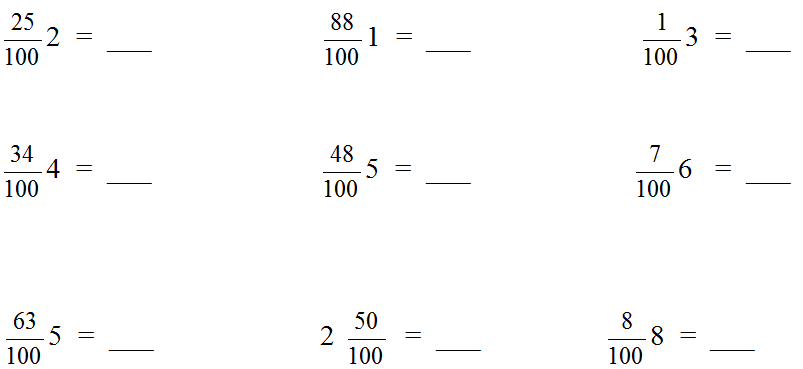 25/100 2 = ___ 88/100 1 = ___ 1/100 3 = ___
34/100 4 = ___ 48/100 5 = ___ 7/100 6 = ___
63/100 5 = ___ 2 50/100 = ___ 8/100 8 = ___